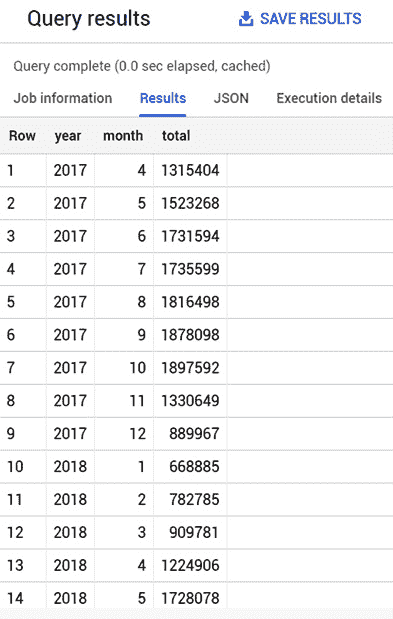 Query results SAVE RESULTS
Query complete (0.0 sec elapsed, cached)
Job information Results JSON Execution details
Row year month total
1 2017 4 1315404
2 2017 5 1523268
3 2017 6 1731594
4 2017 7 1735599
5 2017 8 1816498
6 2017 9 1878098
7 2017 10 1897592
8 2017 11 1330649
9 2017 12 889967
10 2018 1 668885
11 2018 2 782785
12 2018 3 909781
13 2018 4 1224906
14 2018 5 1728078